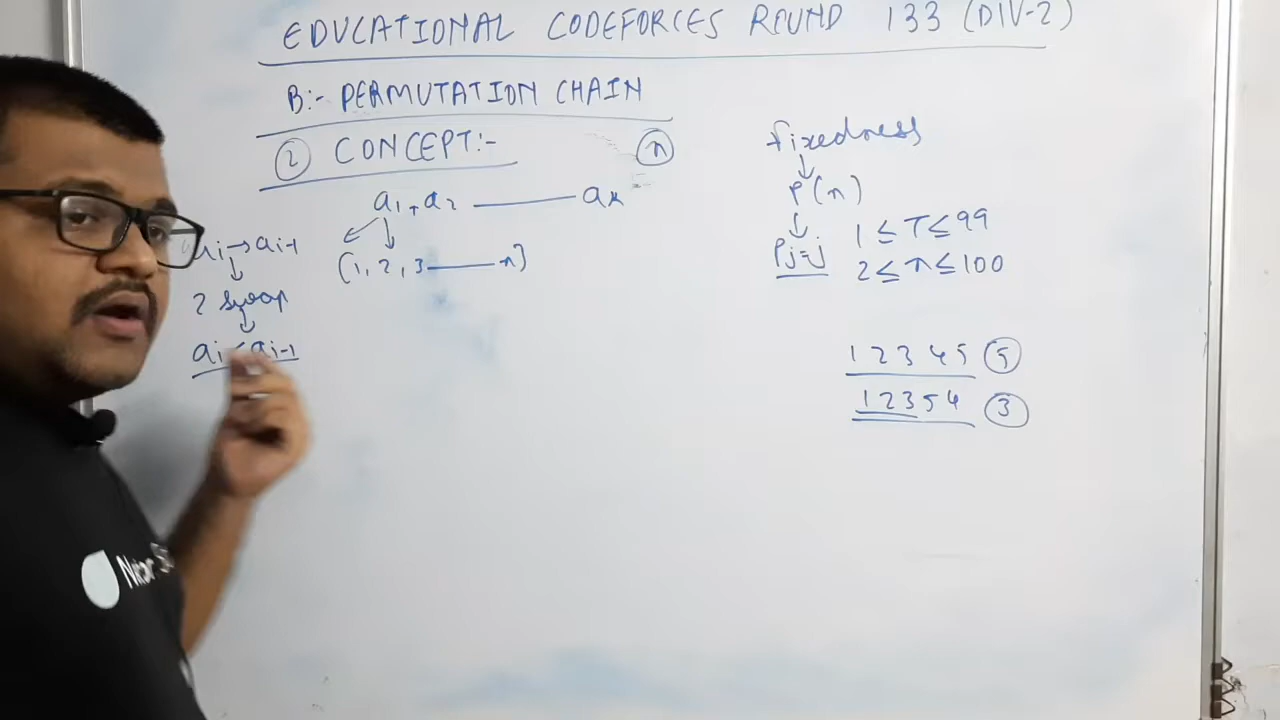 EDUCATIONAL CODEFORCES ROUND 133 (DIV-2)
B:- PERMUTATION CHAIN
2 CONCEPT:-
n
a1, a2 ——— ax
(1, 2, 3 ——— n)
ai → ai-1
2 swap
ai < ai-1
fixedness
P(n)
Pj=j
1 ≤ T ≤ 99
2 ≤ n ≤ 100
1 2 3 4 5 5
1 2 3 5 4 3